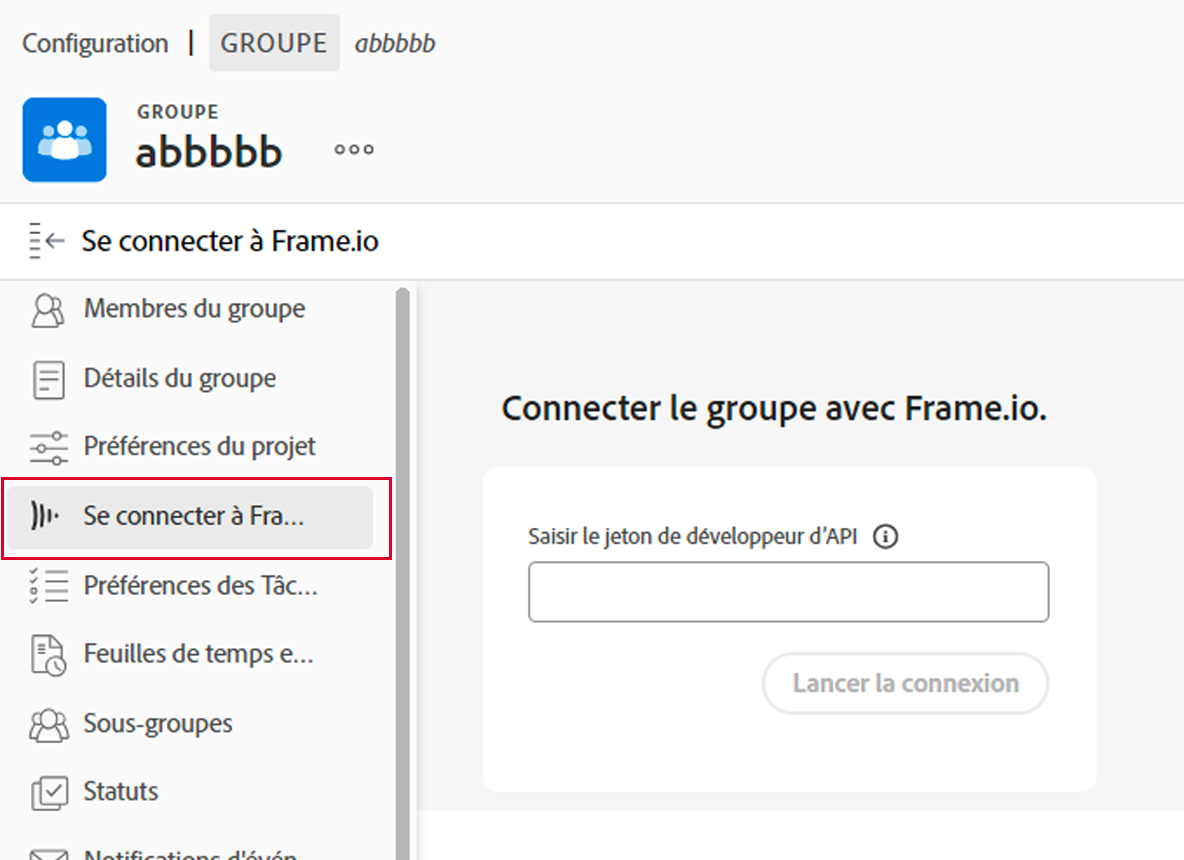 Configuration | GROUPE abbbbb
GROUPE
abbbbb
Se connecter à Frame.io
Membres du groupe
Détails du groupe
Préférences du projet
Se connecter à Fra...
Préférences des Tâc...
Feuilles de temps e...
Sous-groupes
Statuts
Notifications d'évén
Connecter le groupe avec Frame.io.
Saisir le jeton de développeur d’API
Lancer la connexion